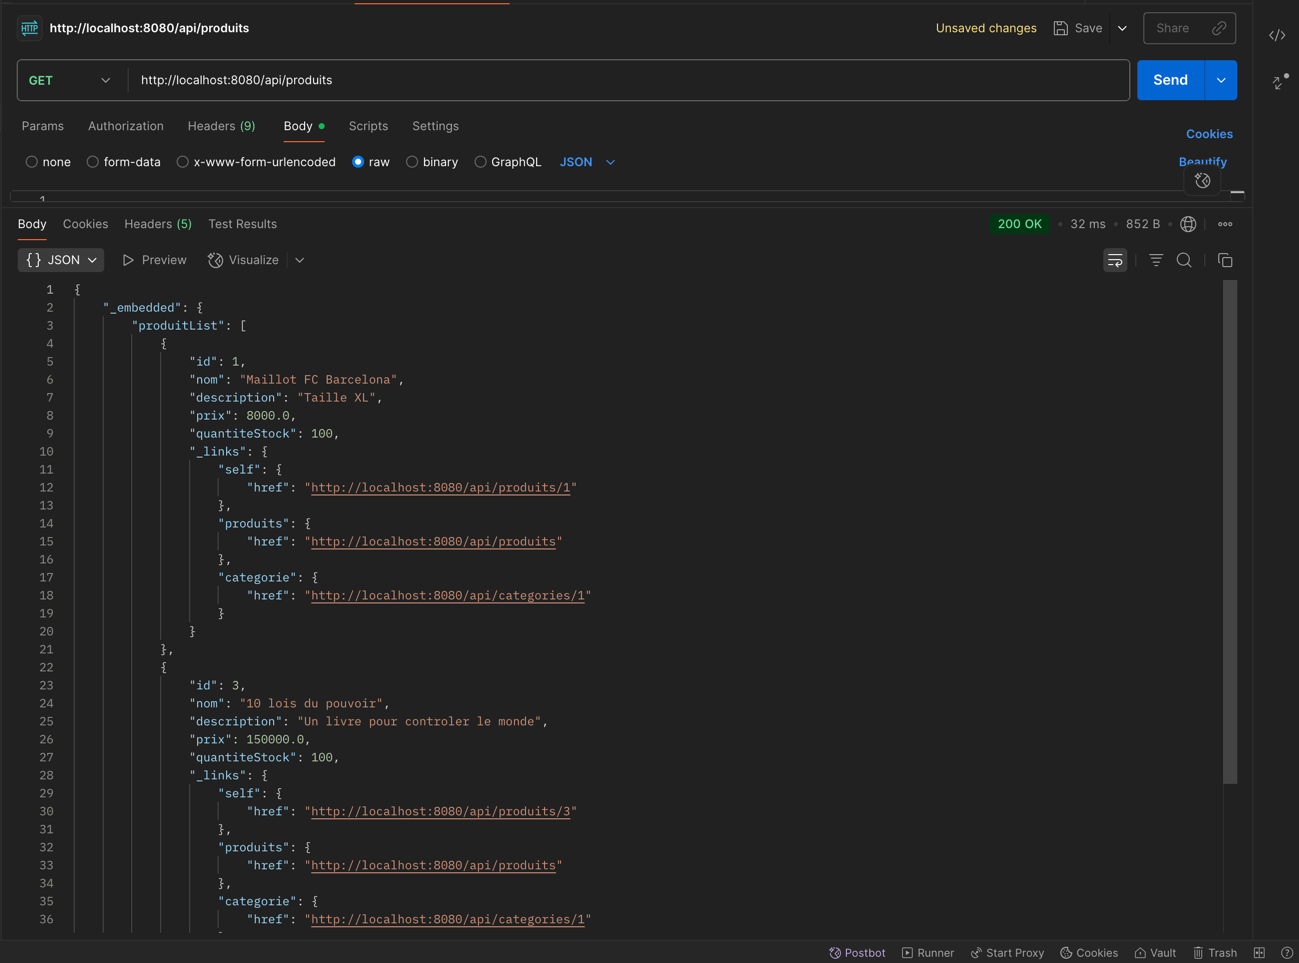 HTTP http://localhost:8080/api/produits Unsaved changes Save Share
GET http://localhost:8080/api/produits Send
Params Authorization Headers (9) Body Scripts Settings Cookies
none form-data x-www-form-urlencoded raw binary GraphQL JSON Beautify
1
Body Cookies Headers (5) Test Results 200 OK 32 ms 852 B
{} JSON Preview Visualize
1 {
2 "_embedded": {
3 "produitList": [
4 {
5 "id": 1,
6 "nom": "Maillot FC Barcelona",
7 "description": "Taille XL",
8 "prix": 8000.0,
9 "quantiteStock": 100,
10 "_links": {
11 "self": {
12 "href": "http://localhost:8080/api/produits/1"
13 },
14 "produits": {
15 "href": "http://localhost:8080/api/produits"
16 },
17 "categorie": {
18 "href": "http://localhost:8080/api/categories/1"
19 }
20 }
21 },
22 {
23 "id": 3,
24 "nom": "10 lois du pouvoir",
25 "description": "Un livre pour controler le monde",
26 "prix": 150000.0,
27 "quantiteStock": 100,
28 "_links": {
29 "self": {
30 "href": "http://localhost:8080/api/produits/3"
31 },
32 "produits": {
33 "href": "http://localhost:8080/api/produits"
34 },
35 "categorie": {
36 "href": "http://localhost:8080/api/categories/1"
Postbot Runner Start Proxy Cookies Vault Trash